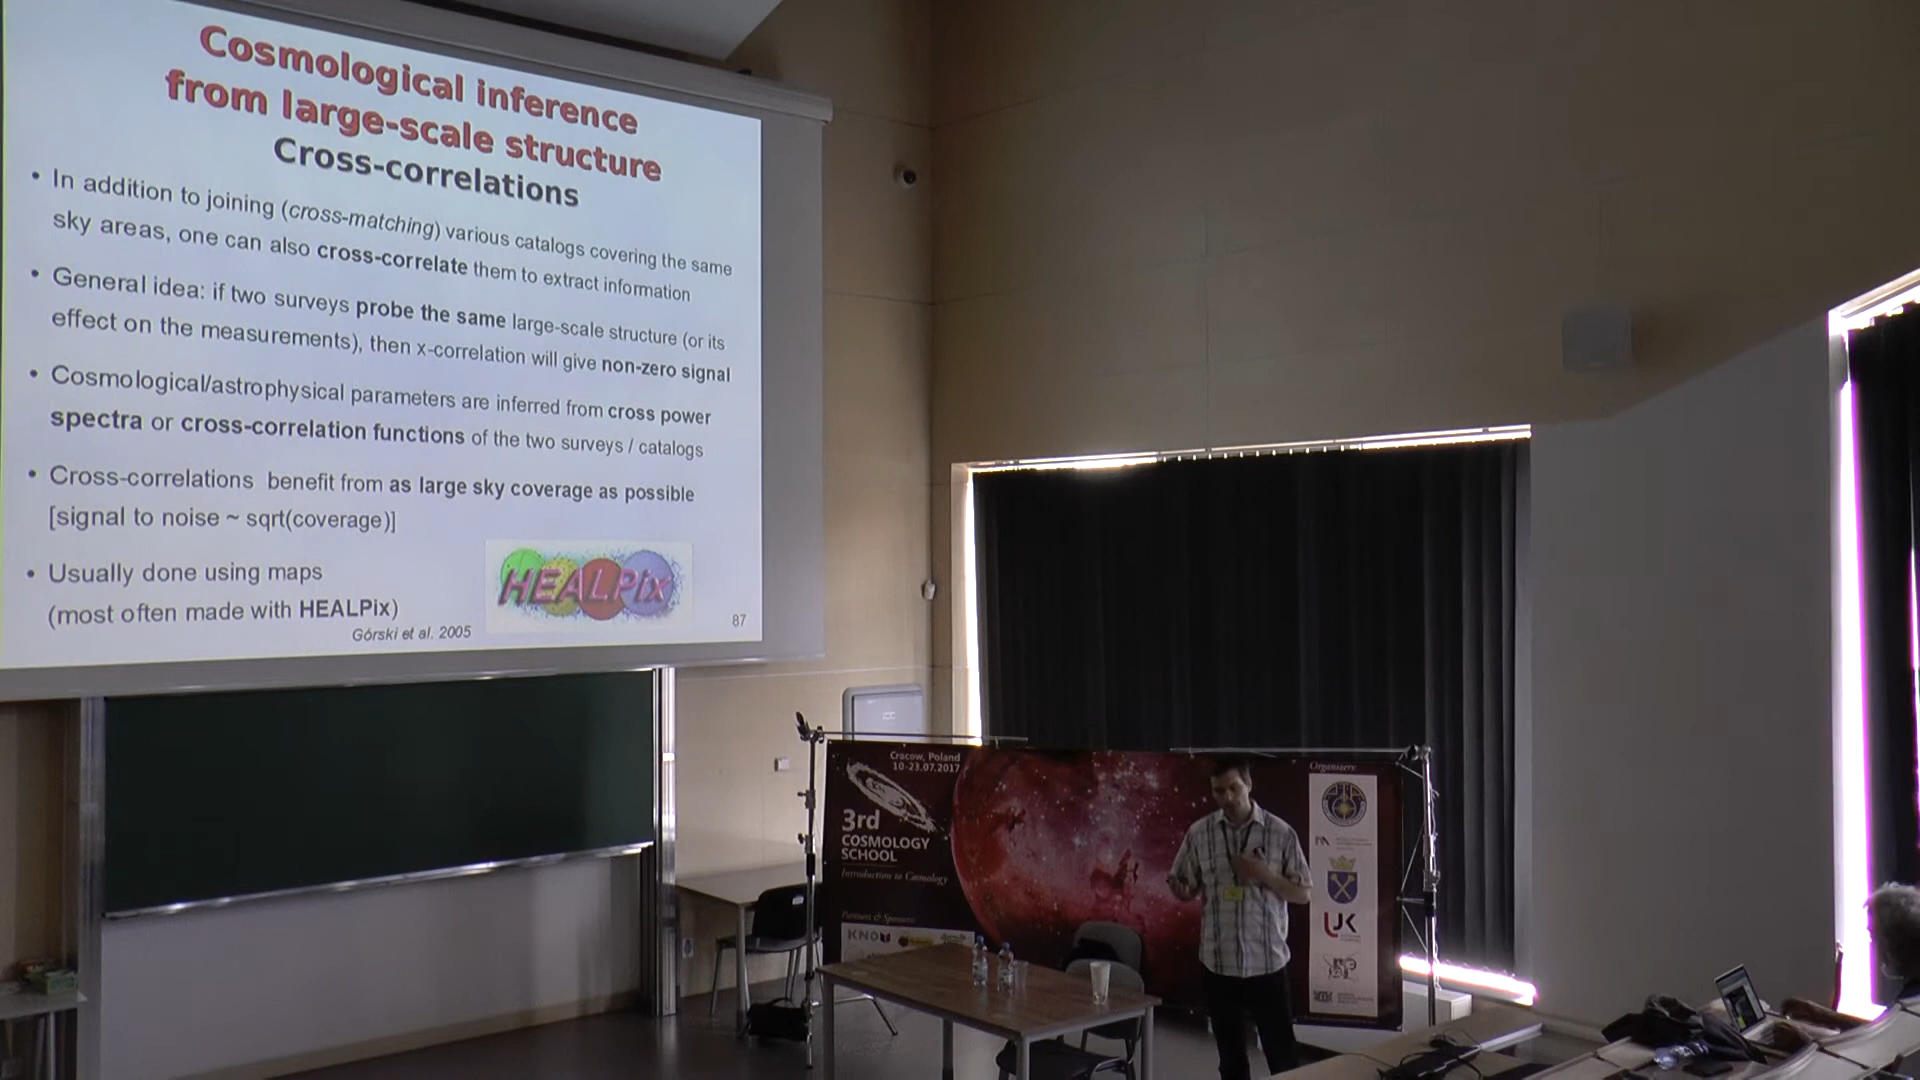 Cosmological inference
from large-scale structure
Cross-correlations
• In addition to joining (cross-matching) various catalogs covering the same
sky areas, one can also cross-correlate them to extract information
• General idea: if two surveys probe the same large-scale structure (or its
effect on the measurements), then x-correlation will give non-zero signal
• Cosmological/astrophysical parameters are inferred from cross power
spectra or cross-correlation functions of the two surveys / catalogs
• Cross-correlations benefit from as large sky coverage as possible
[signal to noise ~ sqrt(coverage)]
• Usually done using maps
(most often made with HEALPix)
HEALPix
Górski et al. 2005
87
Cracow, Poland
10-23.07.2017
3rd
COSMOLOGY
SCHOOL
Introduction to Cosmology
Partners & Sponsors:
KNOW
Organizers:
UK